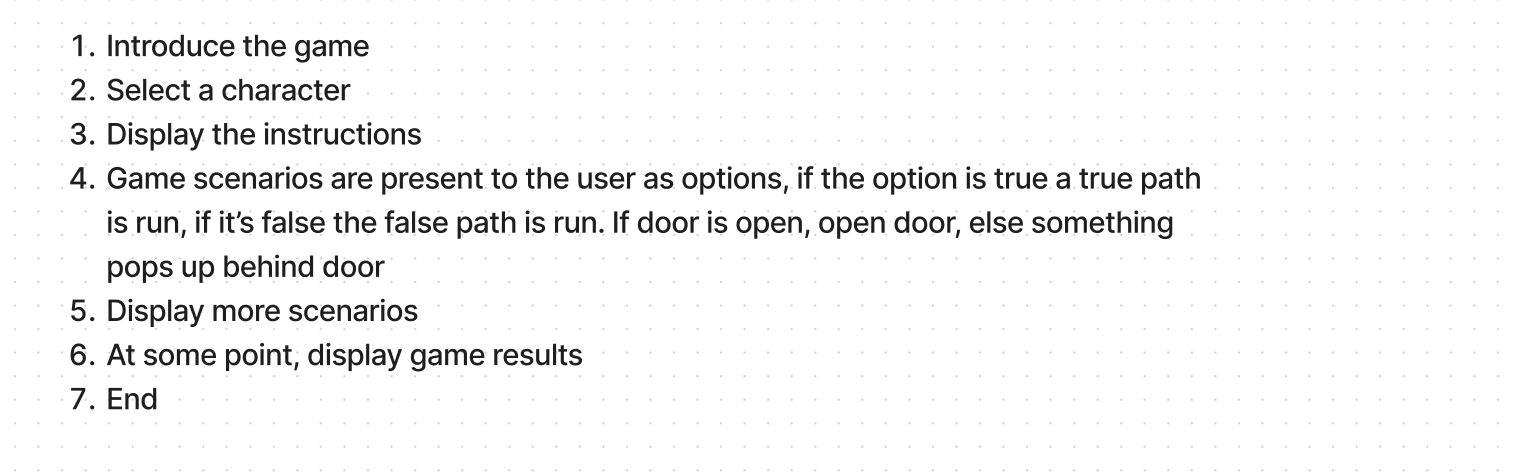 1. Introduce the game
2. Select a character
3. Display the instructions
4. Game scenarios are present to the user as options, if the option is true a true path
is run, if it’s false the false path is run. If door is open, open door, else something
pops up behind door
5. Display more scenarios
6. At some point, display game results
7. End